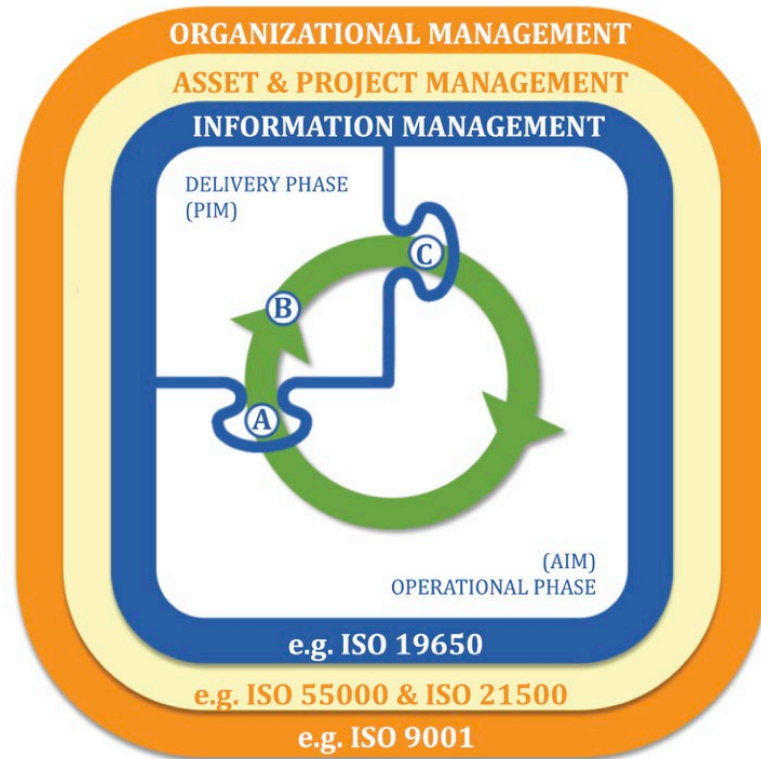 ORGANIZATIONAL MANAGEMENT
ASSET & PROJECT MANAGEMENT
INFORMATION MANAGEMENT
DELIVERY PHASE
(PIM)
C
B
A
(AIM)
OPERATIONAL PHASE
e.g. ISO 19650
e.g. ISO 55000 & ISO 21500
e.g. ISO 9001